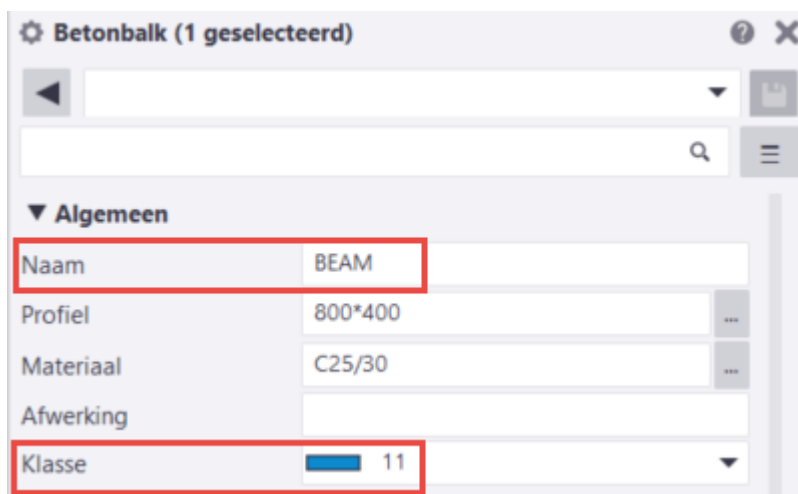 Betonbalk (1 geselecteerd)
Algemeen
Naam BEAM
Profiel 800*400 ...
Materiaal C25/30 ...
Afwerking
Klasse 11